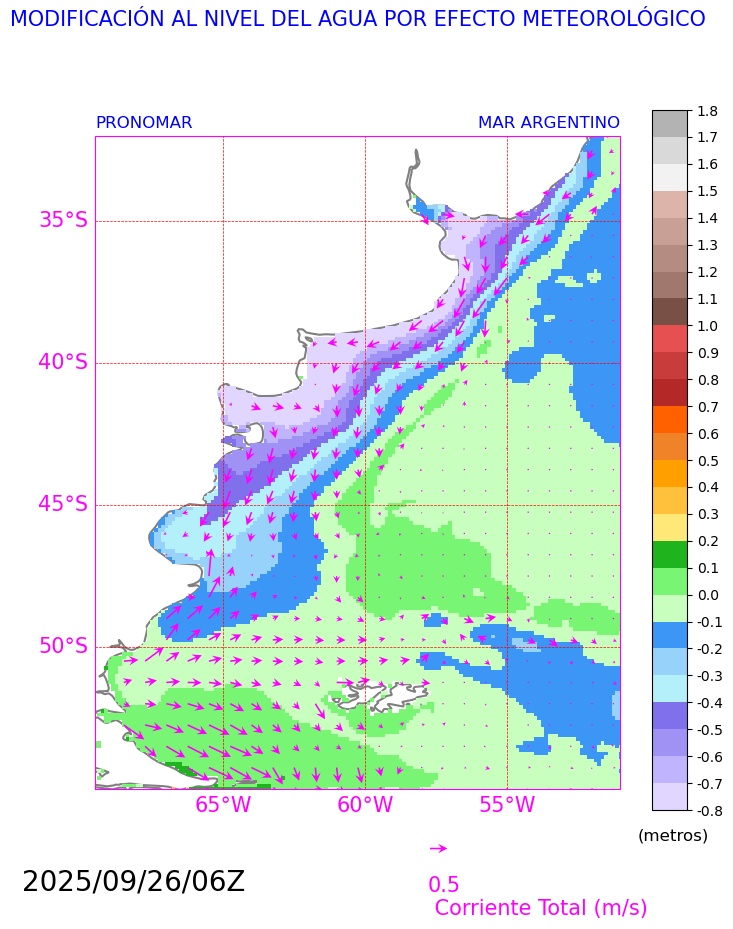 MODIFICACIÓN AL NIVEL DEL AGUA POR EFECTO METEOROLÓGICO
PRONOMAR
MAR ARGENTINO
35°S
40°S
45°S
50°S
65°W
60°W
55°W
1.8
1.7
1.6
1.5
1.4
1.3
1.2
1.1
1.0
0.9
0.8
0.7
0.6
0.5
0.4
0.3
0.2
0.1
0.0
-0.1
-0.2
-0.3
-0.4
-0.5
-0.6
-0.7
-0.8
(metros)
2025/09/26/06Z
0.5
Corriente Total (m/s)